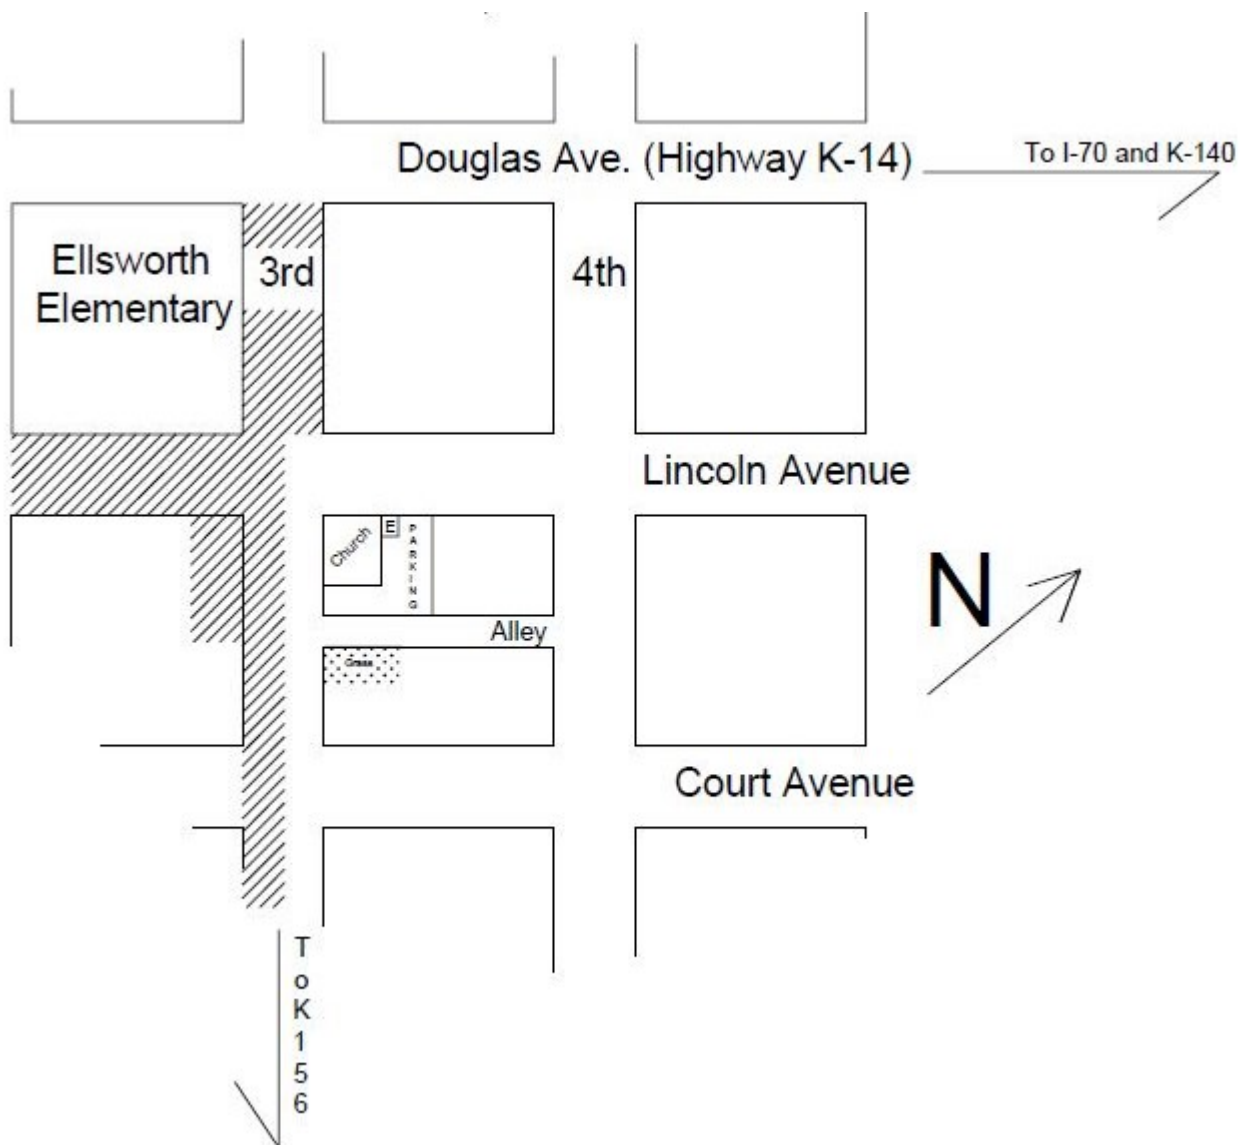 Douglas Ave. (Highway K-14)
To I-70 and K-140
Ellsworth
Elementary
3rd
4th
Lincoln Avenue
Church
E
PARKING
Alley
Grass
N
Court Avenue
To K156